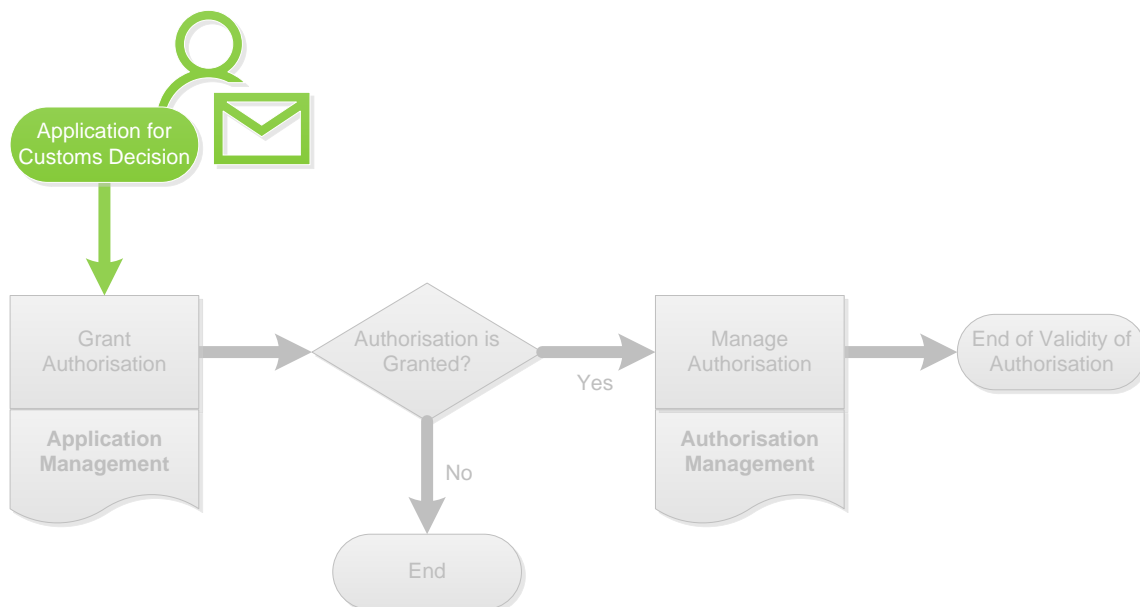 Application for
Customs Decision
Grant
Authorisation
Application
Management
Authorisation is
Granted?
Yes
No
End
Manage
Authorisation
Authorisation
Management
End of Validity of
Authorisation